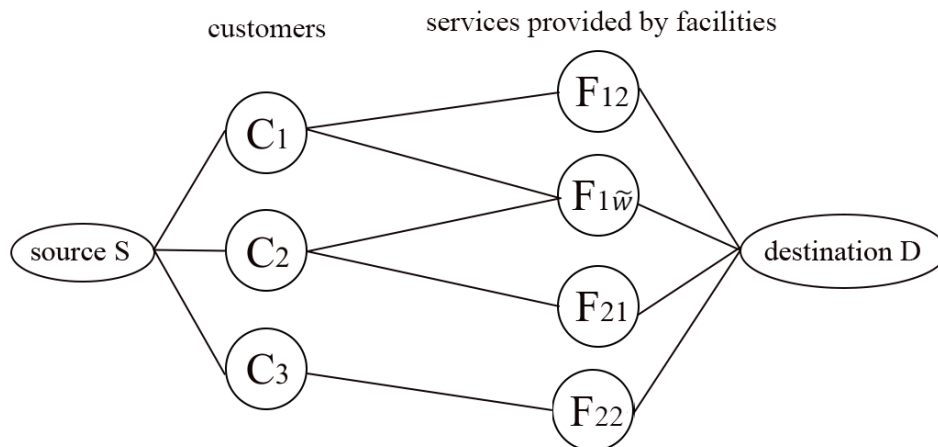 customers
services provided by facilities
source S
C1
C2
C3
F12
F1w̃
F21
F22
destination D